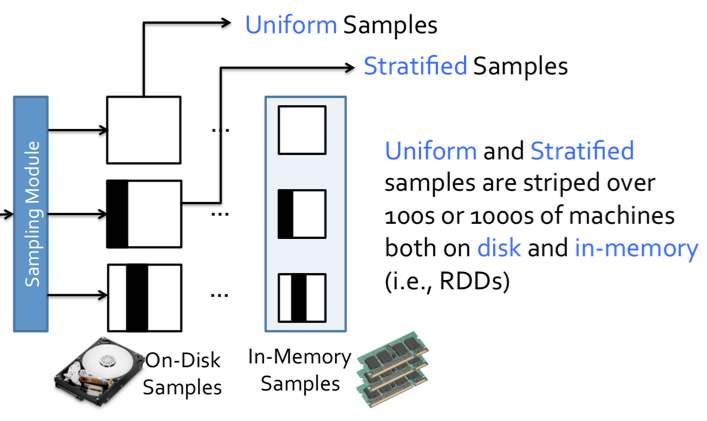 Uniform Samples
Stratified Samples
Sampling Module
...
...
...
Uniform and Stratified
samples are striped over
100s or 1000s of machines
both on disk and in-memory
(i.e., RDDs)
On-Disk
Samples
In-Memory
Samples